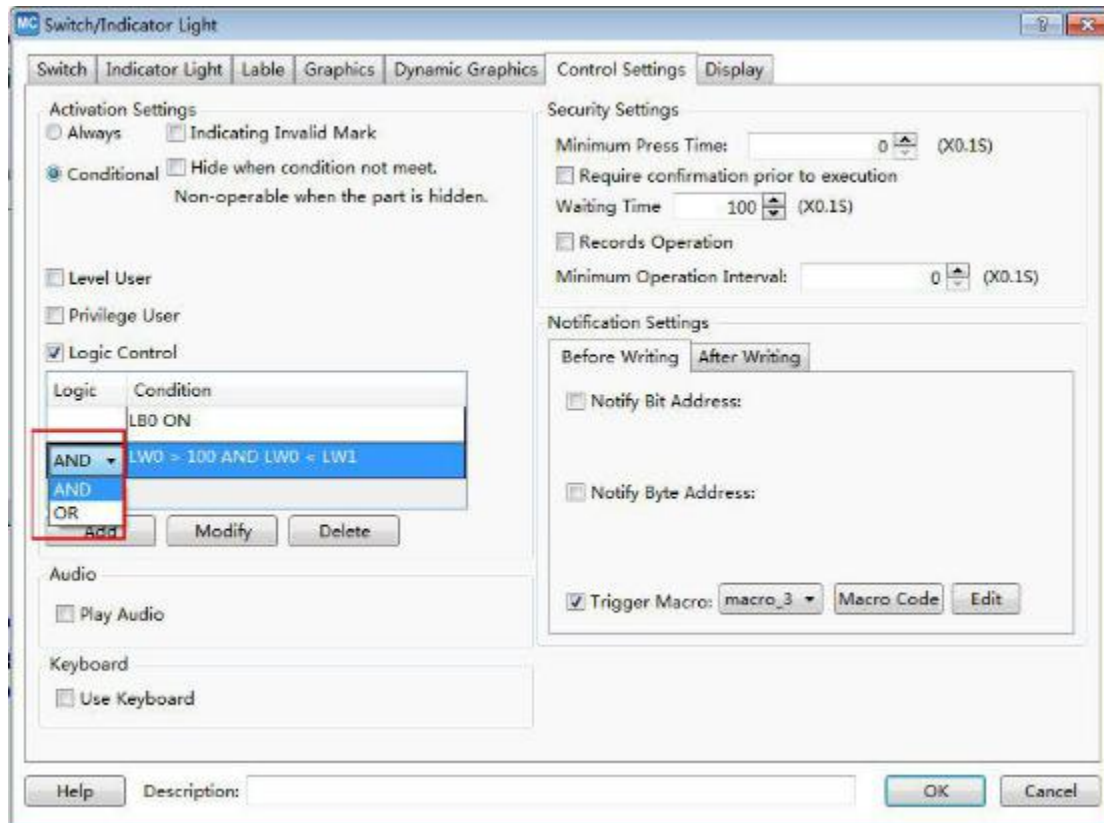 MC Switch/Indicator Light
Switch Indicator Light Lable Graphics Dynamic Graphics Control Settings Display
Activation Settings
Always Indicating Invalid Mark
Conditional Hide when condition not meet.
Non-operable when the part is hidden.
Level User
Privilege User
Logic Control
Logic Condition
LB0 ON
AND LW0 > 100 AND LW0 < LW1
AND
OR
Add Modify Delete
Audio
Play Audio
Keyboard
Use Keyboard
Security Settings
Minimum Press Time: 0 (X0.1S)
Require confirmation prior to execution
Waiting Time 100 (X0.1S)
Records Operation
Minimum Operation Interval: 0 (X0.1S)
Notification Settings
Before Writing After Writing
Notify Bit Address:
Notify Byte Address:
Trigger Macro: macro_3 Macro Code Edit
Help Description: OK Cancel